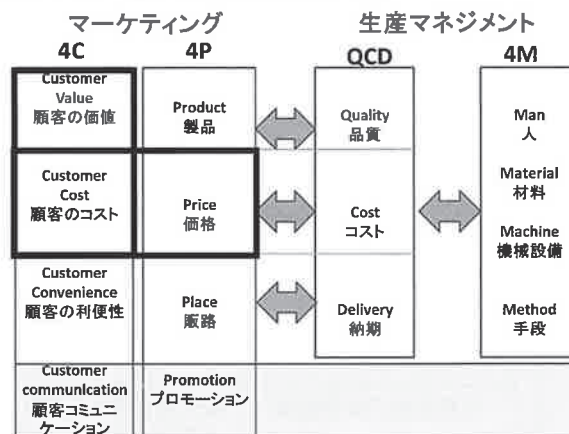 マーケティング
生産マネジメント
4C
4P
QCD
4M
Customer
Value
顧客の価値
Product
製品
Quality
品質
Man
人
Customer
Cost
顧客のコスト
Price
価格
Cost
コスト
Material
材料
Machine
機械設備
Customer
Convenience
顧客の利便性
Place
販路
Delivery
納期
Method
手段
Customer
communication
顧客コミュニ
ケーション
Promotion
プロモーション